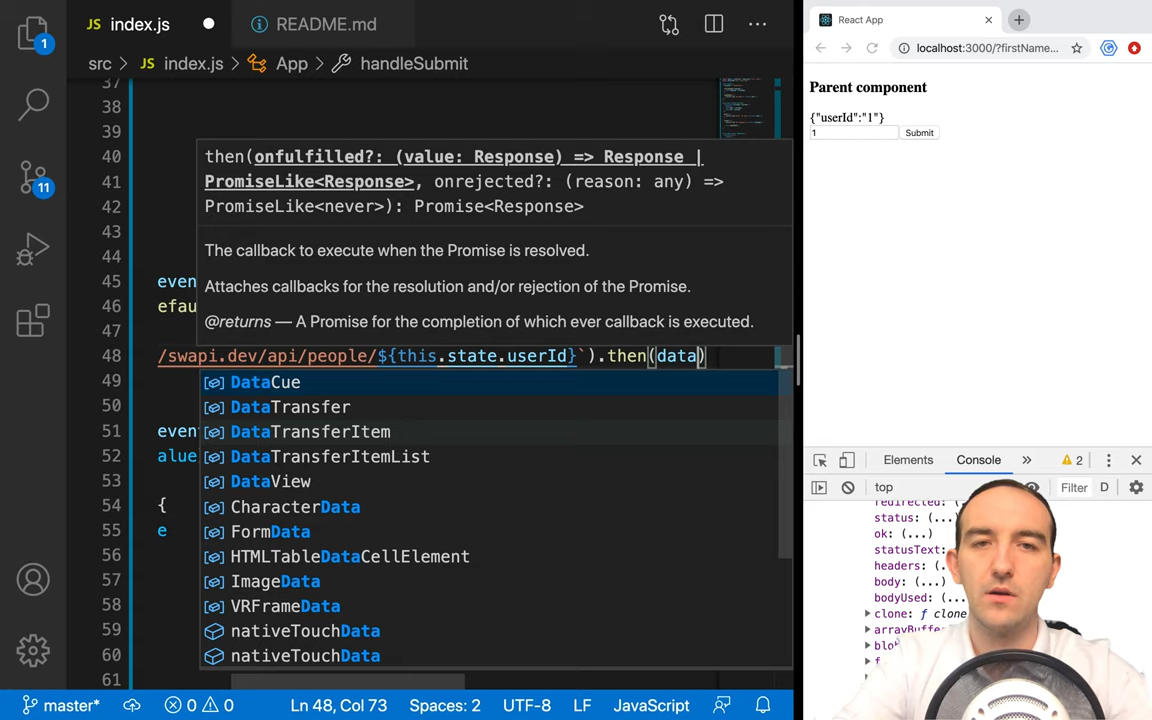 JS index.js
README.md
React App
localhost:3000/?firstName...
1
src > JS index.js > App > handleSubmit
11
37
38
39
40
41
42
43
44
45 even
46 efau
47
48 /swapi.dev/api/people/${this.state.userId}`).then(data)
49
50
51 even
52 alue
53
54 {
55 e
56
57
58
59
60
61
then(onfulfilled?: (value: Response) => Response |
PromiseLike<Response>, onrejected?: (reason: any) =>
PromiseLike<never>): Promise<Response>
The callback to execute when the Promise is resolved.
Attaches callbacks for the resolution and/or rejection of the Promise.
@returns — A Promise for the completion of which ever callback is executed.
DataCue
DataTransfer
DataTransferItem
DataTransferItemList
DataView
CharacterData
FormData
HTMLTableDataCellElement
ImageData
VRFrameData
nativeTouchData
nativeTouchData
master*
0 0
Ln 48, Col 73
Spaces: 2
UTF-8
LF
JavaScript
Parent component
{"userId":"1"}
1 Submit
Elements Console » 2
top Filter D
redirected: (...)
status: (...)
ok: (...)
statusText:
headers: (...
body: (...)
bodyUsed: (...
clone: ƒ clone
arrayBuffer